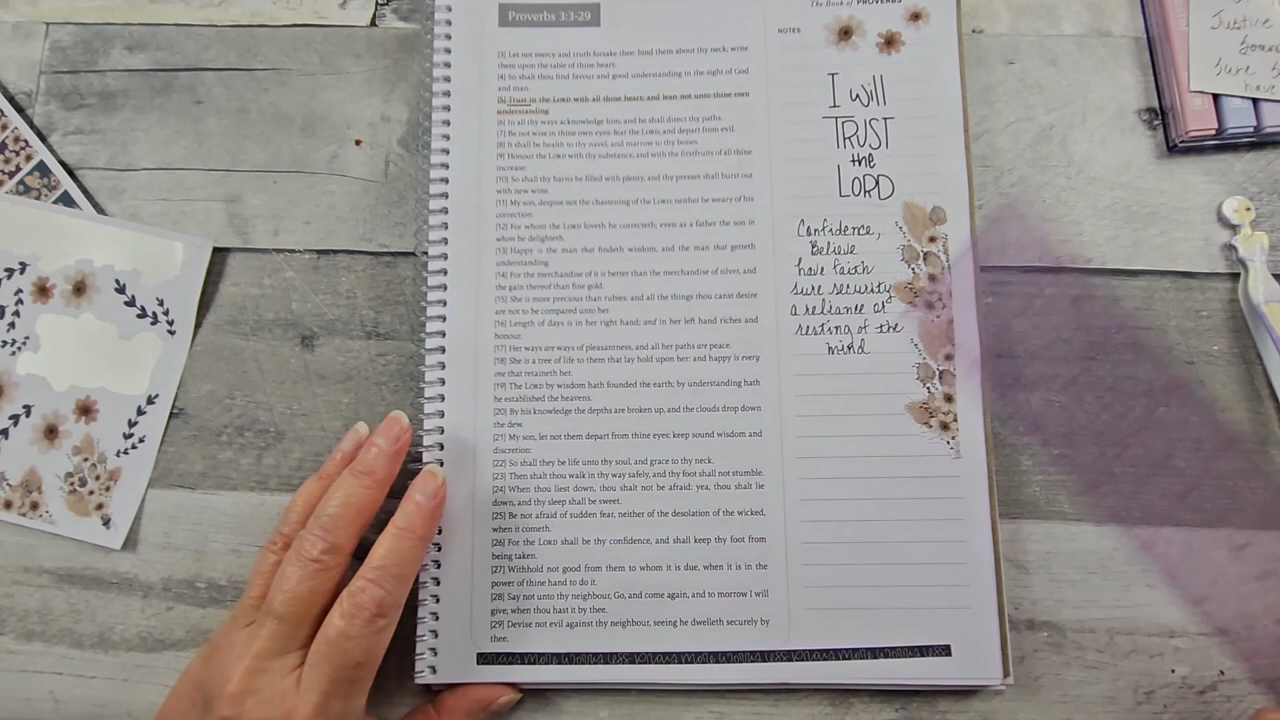 Proverbs 3:3-29
[3] Let not mercy and truth forsake thee: bind them about thy neck; write
them upon the table of thine heart:
[4] So shalt thou find favour and good understanding in the sight of God
and man.
[5] Trust in the LORD with all thine heart; and lean not unto thine own
understanding.
[6] In all thy ways acknowledge him, and he shall direct thy paths.
[7] Be not wise in thine own eyes: fear the LORD, and depart from evil.
[8] It shall be health to thy navel, and marrow to thy bones.
[9] Honour the LORD with thy substance, and with the firstfruits of all thine
increase:
[10] So shall thy barns be filled with plenty, and thy presses shall burst out
with new wine.
[11] My son, despise not the chastening of the LORD; neither be weary of his
correction:
[12] For whom the LORD loveth he correcteth; even as a father the son in
whom he delighteth.
[13] Happy is the man that findeth wisdom, and the man that getteth
understanding.
[14] For the merchandise of it is better than the merchandise of silver, and
the gain thereof than fine gold.
[15] She is more precious than rubies: and all the things thou canst desire
are not to be compared unto her.
[16] Length of days is in her right hand; and in her left hand riches and
honour.
[17] Her ways are ways of pleasantness, and all her paths are peace.
[18] She is a tree of life to them that lay hold upon her: and happy is every
one that retaineth her.
[19] The LORD by wisdom hath founded the earth; by understanding hath
he established the heavens.
[20] By his knowledge the depths are broken up, and the clouds drop down
the dew.
[21] My son, let not them depart from thine eyes: keep sound wisdom and
discretion:
[22] So shall they be life unto thy soul, and grace to thy neck.
[23] Then shalt thou walk in thy way safely, and thy foot shall not stumble.
[24] When thou liest down, thou shalt not be afraid: yea, thou shalt lie
down, and thy sleep shall be sweet.
[25] Be not afraid of sudden fear, neither of the desolation of the wicked,
when it cometh.
[26] For the LORD shall be thy confidence, and shall keep thy foot from
being taken.
[27] Withhold not good from them to whom it is due, when it is in the
power of thine hand to do it.
[28] Say not unto thy neighbour, Go, and come again, and to morrow I will
give; when thou hast it by thee.
[29] Devise not evil against thy neighbour, seeing he dwelleth securely by
thee.
pray more worry less pray more worry less pray more worry less
The Book of PROVERBS
NOTES
I will
TRUST
the
LORD
Confidence,
Believe
have faith
sure security
a reliance or
resting of the
mind
Justice
sure
have